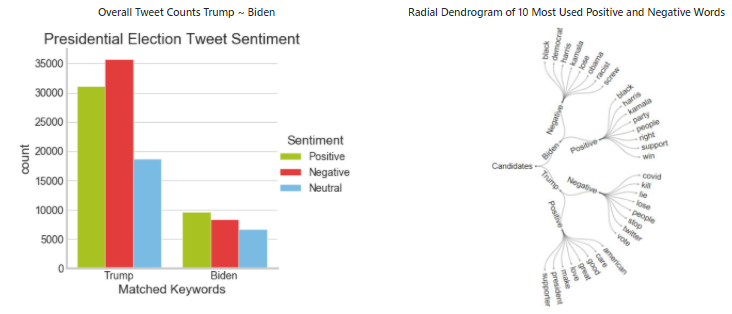 Overall Tweet Counts Trump ~ Biden
Presidential Election Tweet Sentiment
count
35000
30000
25000
20000
15000
10000
5000
0
Trump
Biden
Matched Keywords
Sentiment
Positive
Negative
Neutral
Radial Dendrogram of 10 Most Used Positive and Negative Words
Candidates
Biden
Negative
black
democrat
harris
kamala
lose
obama
racist
screw
Positive
black
harris
kamala
party
people
right
support
win
Trump
Negative
covid
kill
lie
lose
people
stop
twitter
vote
Positive
american
care
good
great
love
make
president
supporter